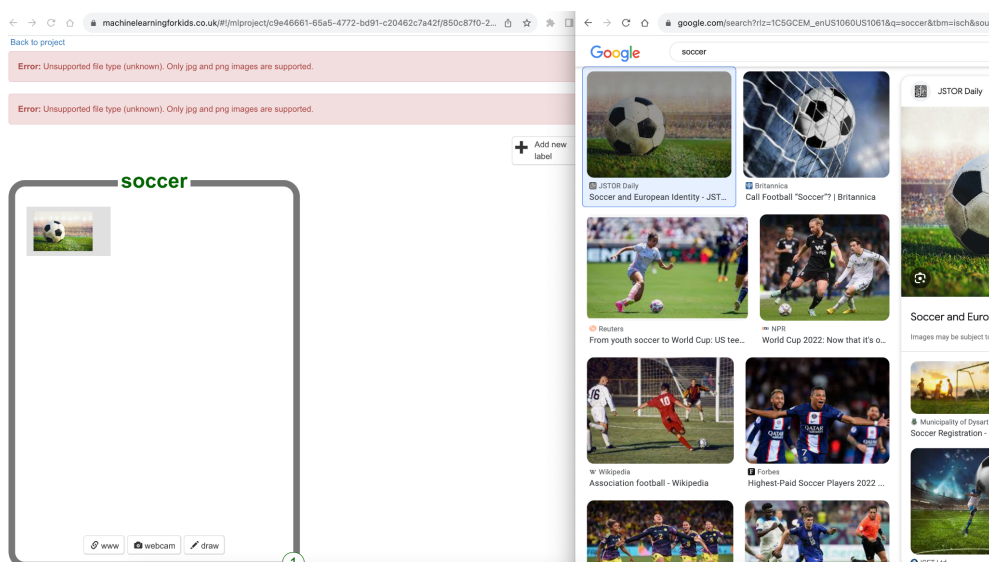 machinelearningforkids.co.uk/#!/mlproject/c9e46661-65a5-4772-bd91-c20462c7a42f/850c87f0-2...
Back to project
Error: Unsupported file type (unknown). Only jpg and png images are supported.
Error: Unsupported file type (unknown). Only jpg and png images are supported.
Add new
label
soccer
www
webcam
draw
1
google.com/search?rlz=1C5GCEM_enUS1060US1061&q=soccer&tbm=isch&sou
Google
soccer
JSTOR Daily
Soccer and European Identity - JST...
Britannica
Call Football “Soccer”? | Britannica
Reuters
From youth soccer to World Cup: US tee...
npr
NPR
World Cup 2022: Now that it's o...
W Wikipedia
Association football - Wikipedia
F Forbes
Highest-Paid Soccer Players 2022 ...
JSTOR Daily
Soccer and Euro
Images may be subject to
Municipality of Dysart
Soccer Registration -